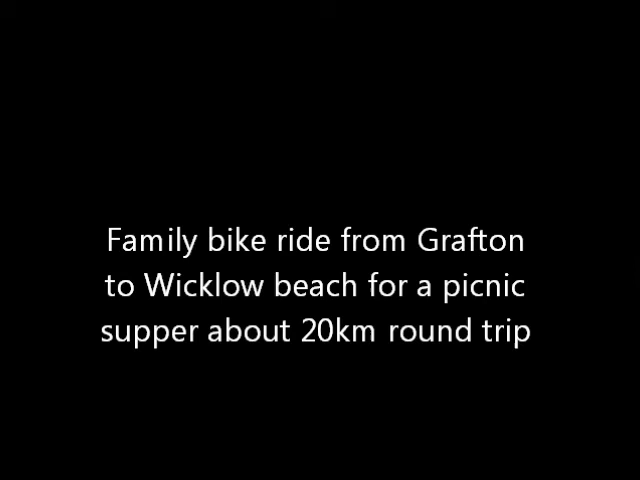 Family bike ride from Grafton
to Wicklow beach for a picnic
supper about 20km round trip